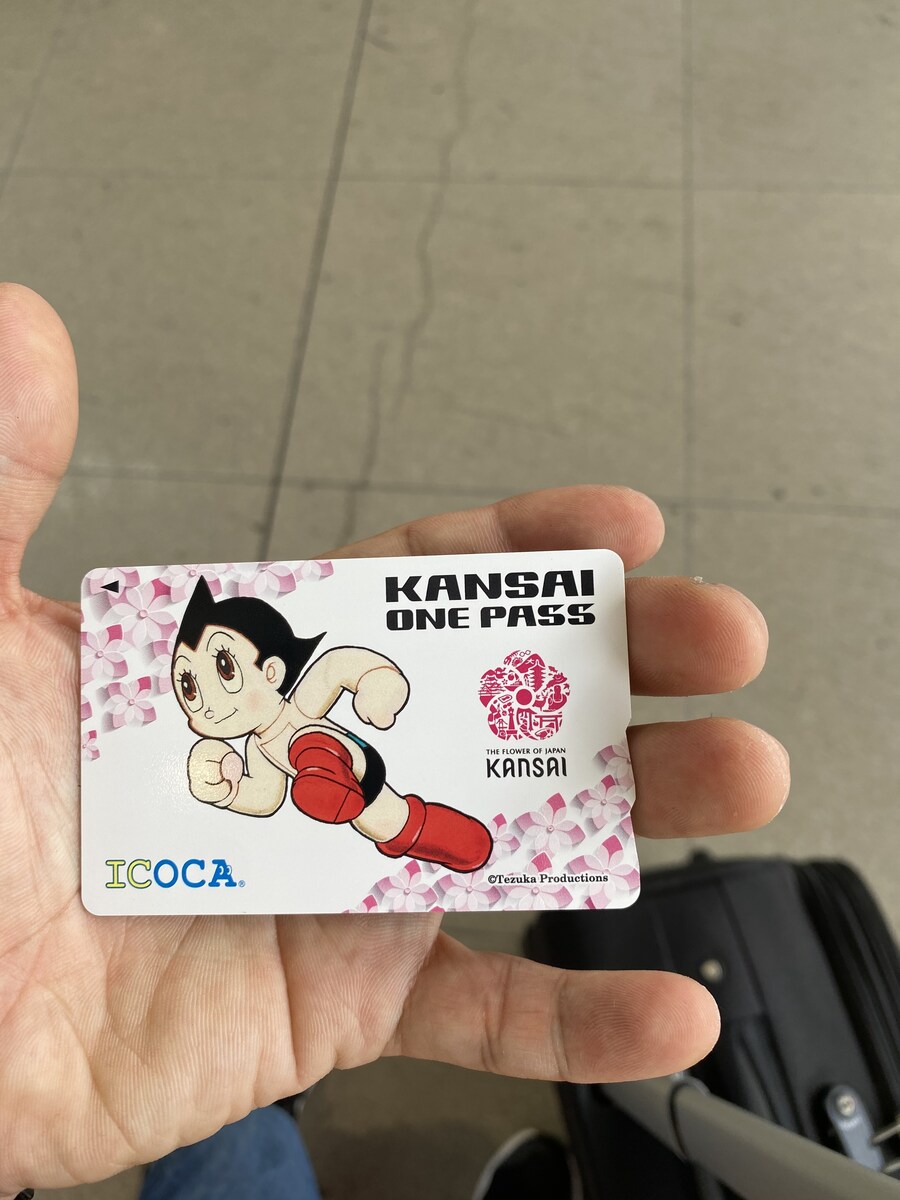 KANSAI
ONE PASS
THE FLOWER OF JAPAN
KANSAI
ICOCA®
©Tezuka Productions